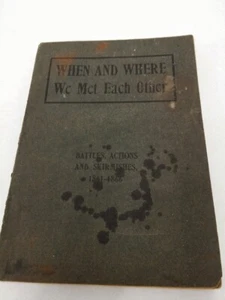 WHEN AND WHERE
We Met Each Other
BATTLES, ACTIONS
AND SKIRMISHES,